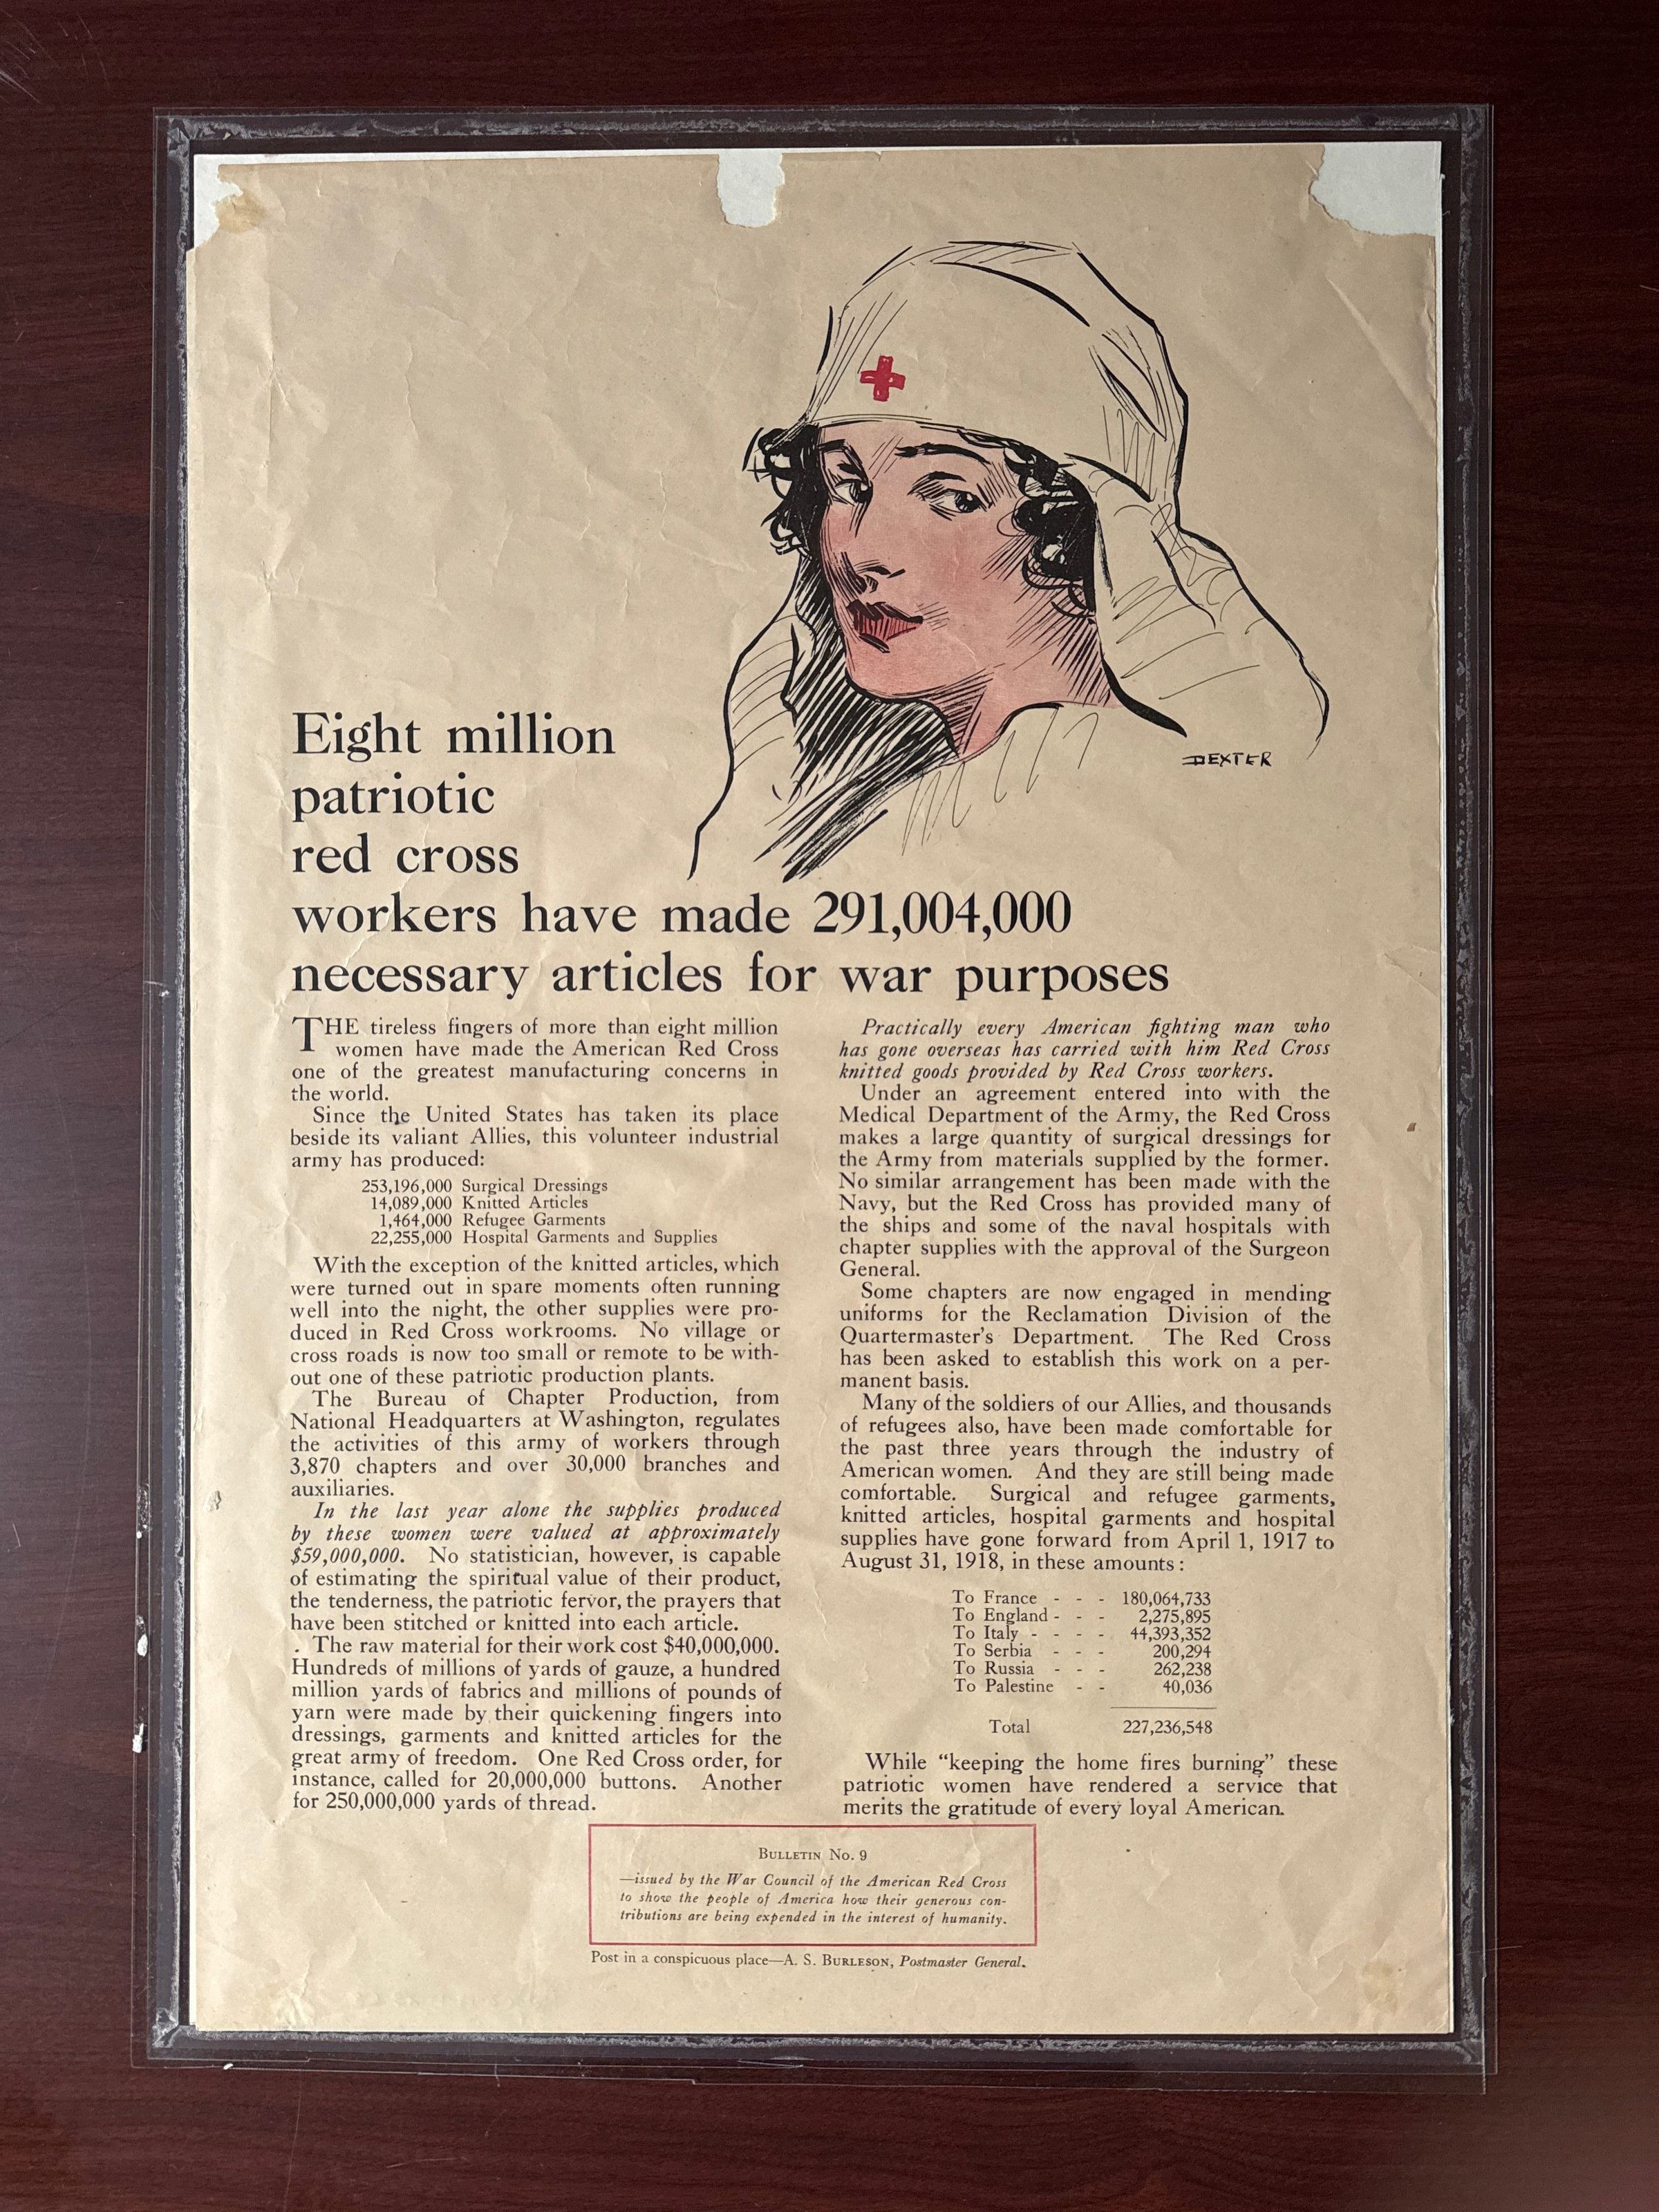 DEXTER
Eight million
patriotic
red cross
workers have made 291,004,000
necessary articles for war purposes
THE tireless fingers of more than eight million
women have made the American Red Cross
one of the greatest manufacturing concerns in
the world.
Since the United States has taken its place
beside its valiant Allies, this volunteer industrial
army has produced:
253,196,000 Surgical Dressings
14,089,000 Knitted Articles
1,464,000 Refugee Garments
22,255,000 Hospital Garments and Supplies
With the exception of the knitted articles, which
were turned out in spare moments often running
well into the night, the other supplies were pro-
duced in Red Cross workrooms. No village or
cross roads is now too small or remote to be with-
out one of these patriotic production plants.
The Bureau of Chapter Production, from
National Headquarters at Washington, regulates
the activities of this army of workers through
3,870 chapters and over 30,000 branches and
auxiliaries.
In the last year alone the supplies produced
by these women were valued at approximately
$59,000,000. No statistician, however, is capable
of estimating the spiritual value of their product,
the tenderness, the patriotic fervor, the prayers that
have been stitched or knitted into each article.
The raw material for their work cost $40,000,000.
Hundreds of millions of yards of gauze, a hundred
million yards of fabrics and millions of pounds of
yarn were made by their quickening fingers into
dressings, garments and knitted articles for the
great army of freedom. One Red Cross order, for
instance, called for 20,000,000 buttons. Another
for 250,000,000 yards of thread.
Practically every American fighting man who
has gone overseas has carried with him Red Cross
knitted goods provided by Red Cross workers.
Under an agreement entered into with the
Medical Department of the Army, the Red Cross
makes a large quantity of surgical dressings for
the Army from materials supplied by the former.
No similar arrangement has been made with the
Navy, but the Red Cross has provided many of
the ships and some of the naval hospitals with
chapter supplies with the approval of the Surgeon
General.
Some chapters are now engaged in mending
uniforms for the Reclamation Division of the
Quartermaster's Department. The Red Cross
has been asked to establish this work on a per-
manent basis.
Many of the soldiers of our Allies, and thousands
of refugees also, have been made comfortable for
the past three years through the industry of
American women. And they are still being made
comfortable. Surgical and refugee garments,
knitted articles, hospital garments and hospital
supplies have gone forward from April 1, 1917 to
August 31, 1918, in these amounts:
To France - - - 180,064,733
To England - - - 2,275,895
To Italy - - - - 44,393,352
To Serbia - - - 200,294
To Russia - - - 262,238
To Palestine - - 40,036
Total 227,236,548
While "keeping the home fires burning" these
patriotic women have rendered a service that
merits the gratitude of every loyal American.
BULLETIN No. 9
—issued by the War Council of the American Red Cross
to show the people of America how their generous con-
tributions are being expended in the interest of humanity.
Post in a conspicuous place—A. S. BURLESON, Postmaster General.